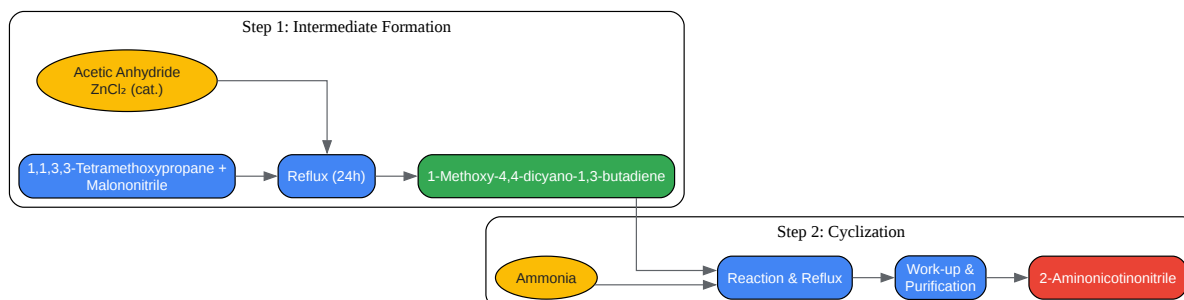 Step 1: Intermediate Formation
Acetic Anhydride
ZnCl₂ (cat.)
1,1,3,3-Tetramethoxypropane +
Malononitrile
Reflux (24h)
1-Methoxy-4,4-dicyano-1,3-butadiene
Step 2: Cyclization
Ammonia
Reaction & Reflux
Work-up &
Purification
2-Aminonicotinonitrile